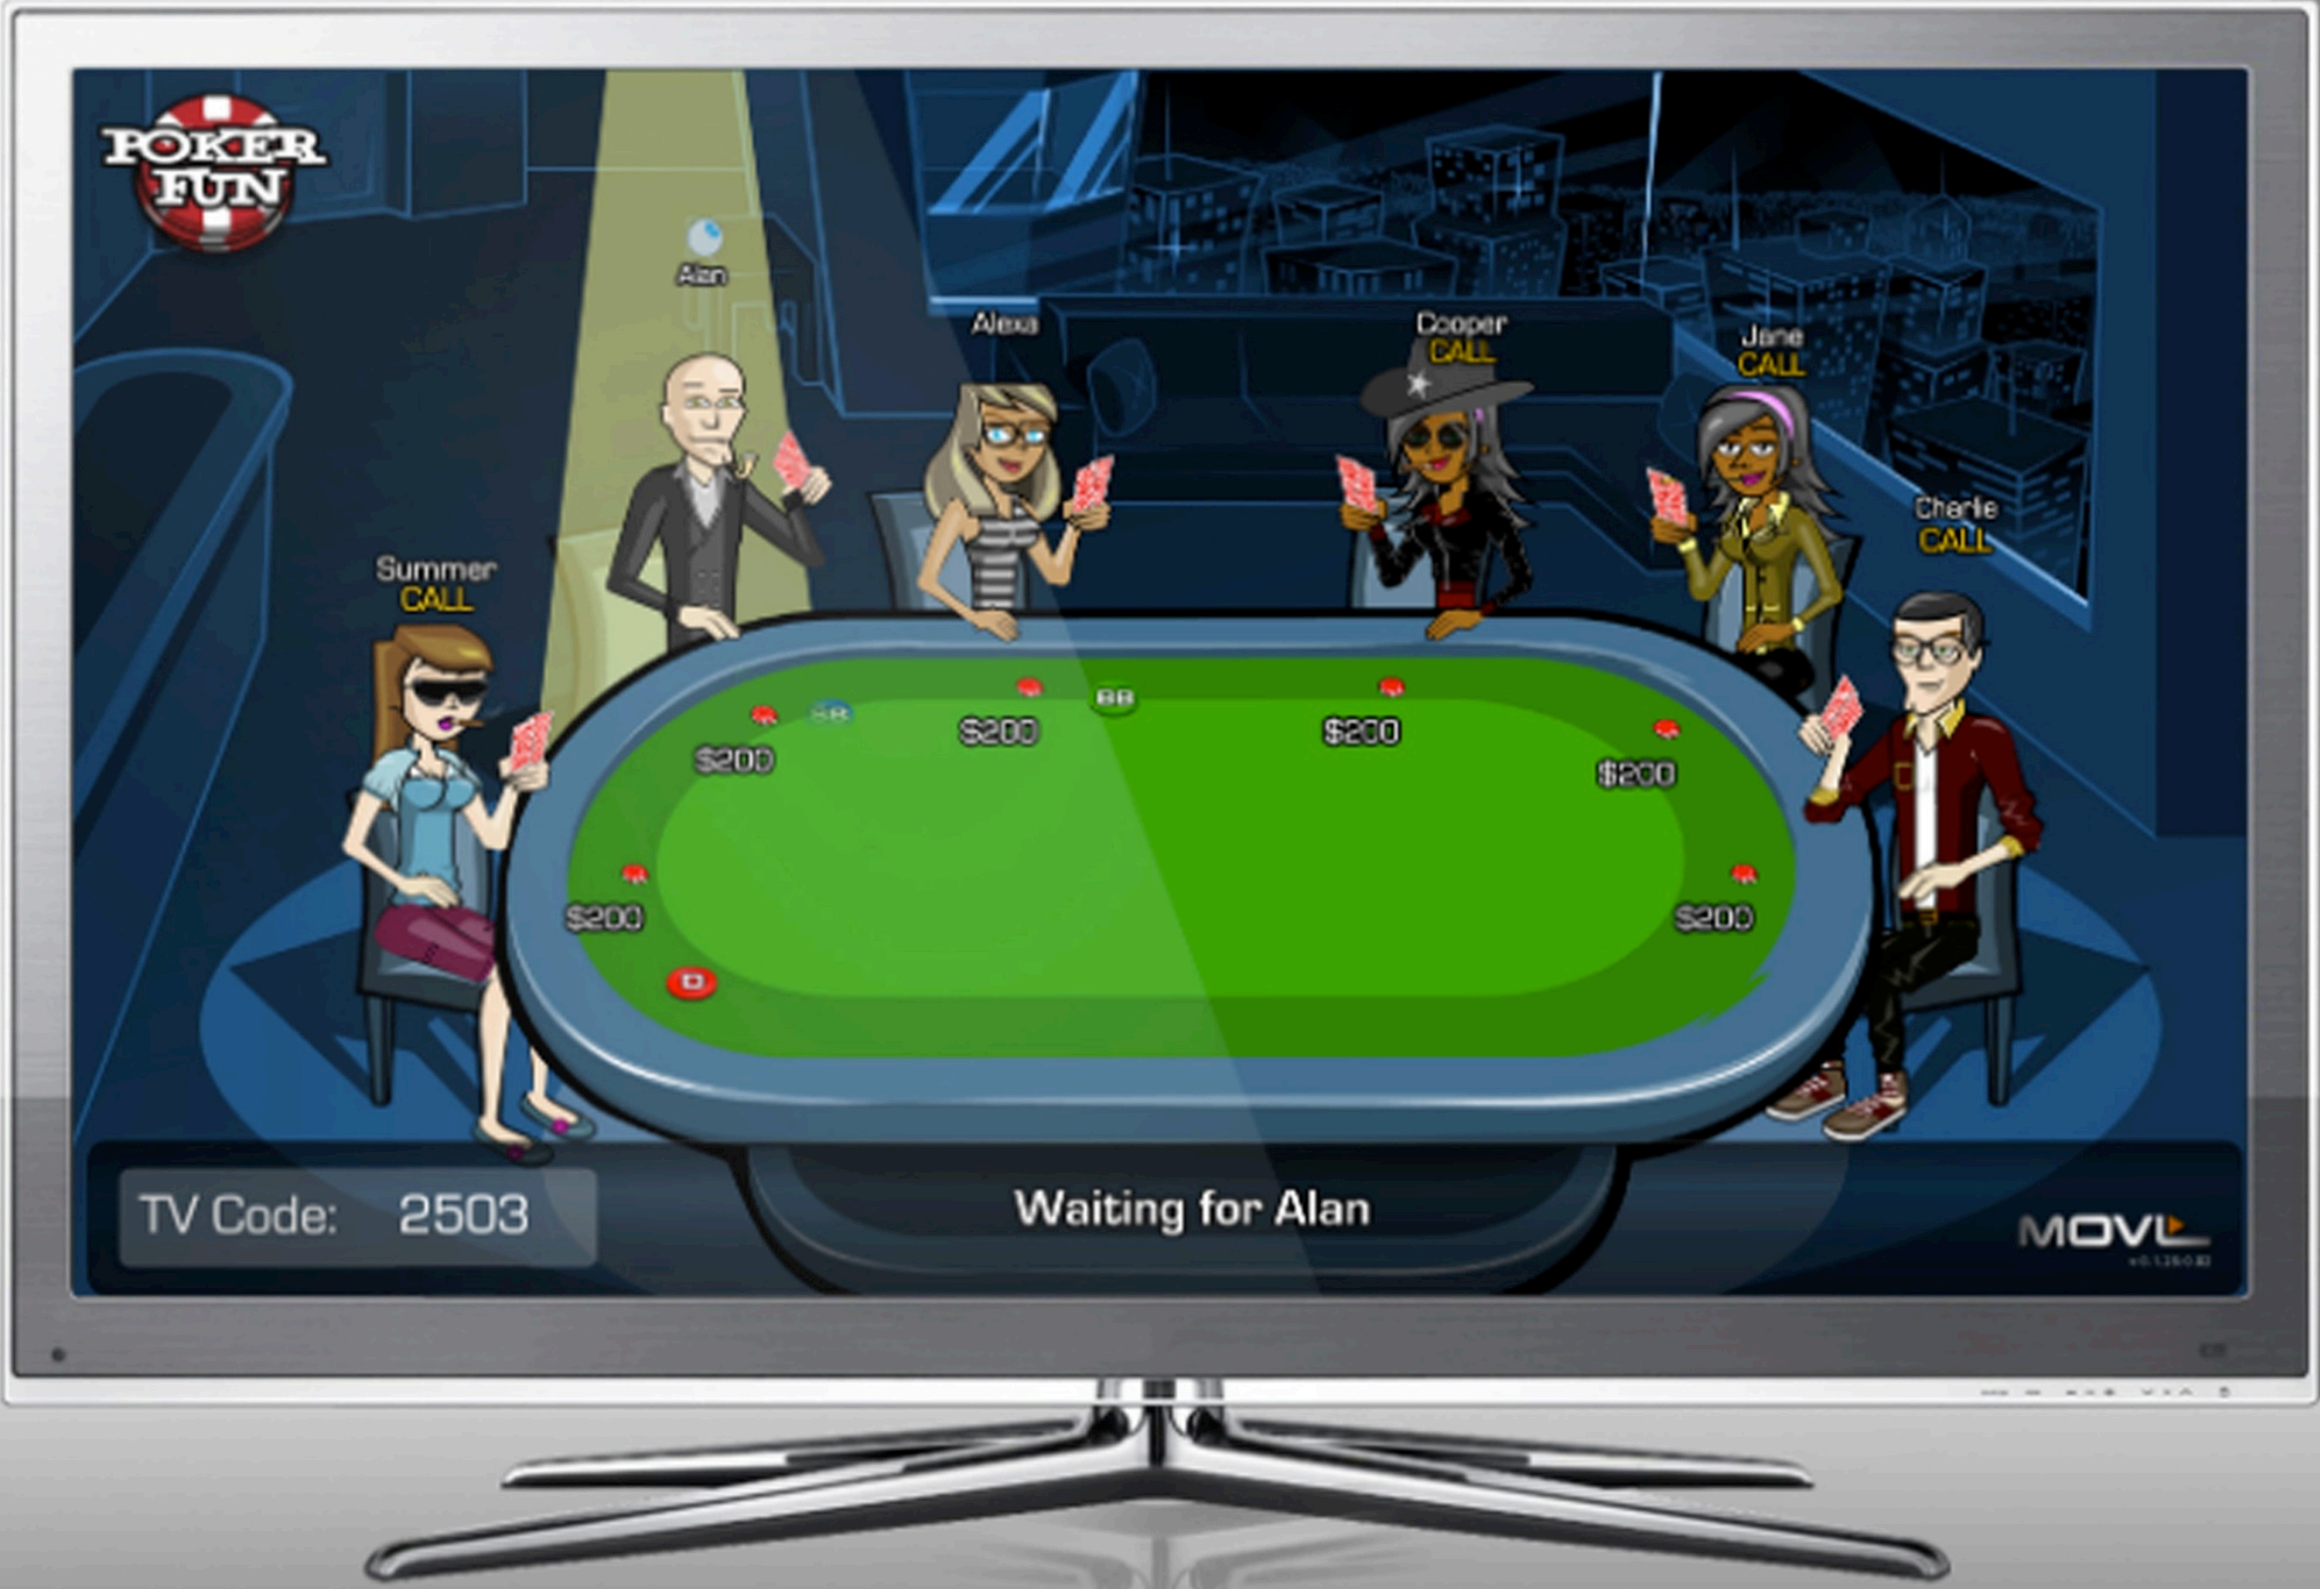 POKER
FUN
Alan
Alexa
Cooper
CALL
Jane
CALL
Charlie
CALL
Summer
CALL
SB
BB
$200
$200
$200
$200
$200
$200
D
TV Code: 2503
Waiting for Alan
MOVL